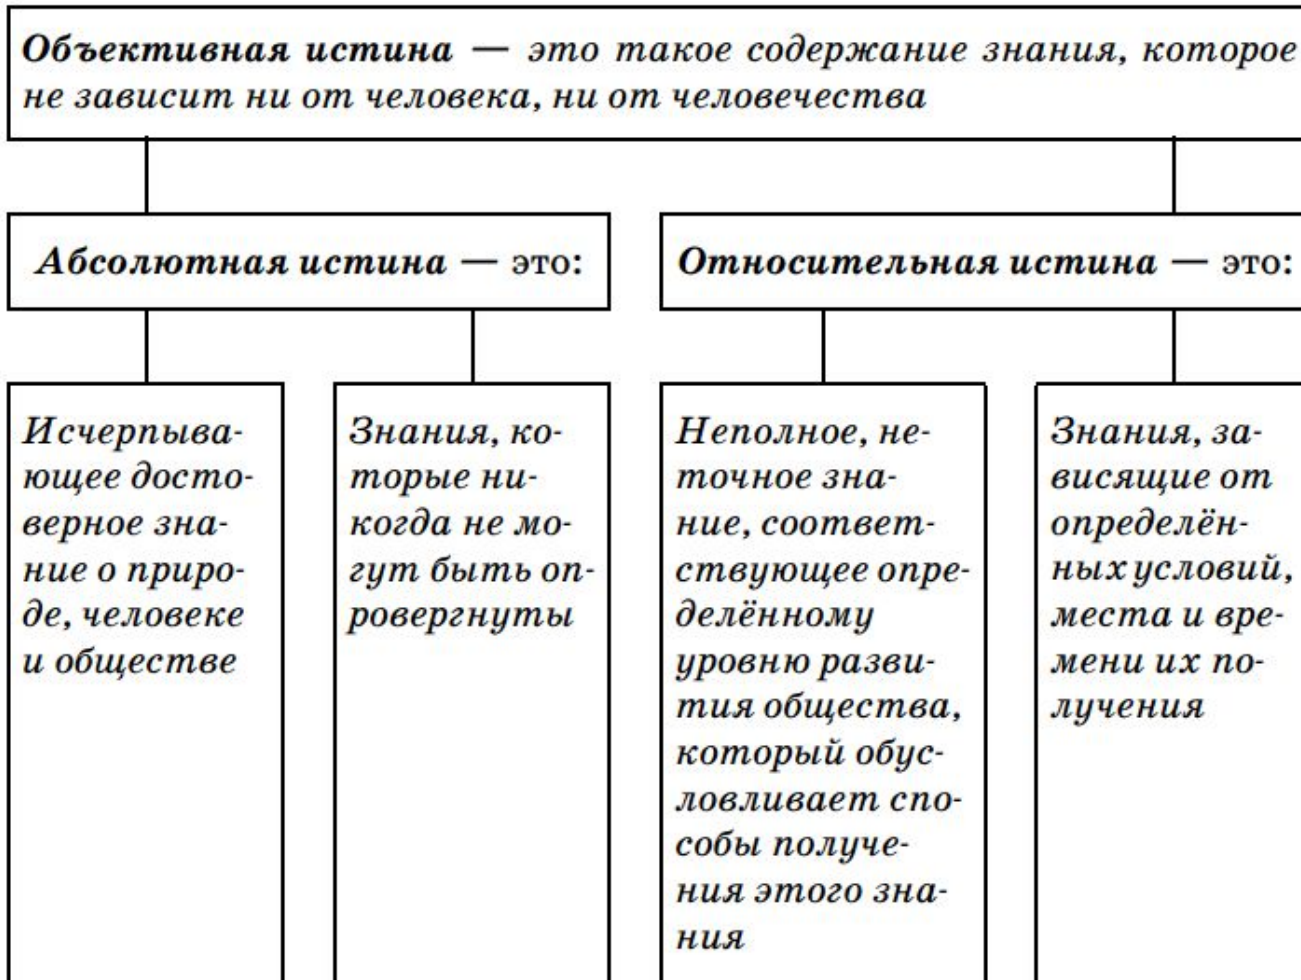 Объективная истина — это такое содержание знания, которое
не зависит ни от человека, ни от человечества
Абсолютная истина — это:
Относительная истина — это:
Исчерпыва-
ющее досто-
верное зна-
ние о приро-
де, человеке
и обществе
Знания, ко-
торые ни-
когда не мо-
гут быть оп-
ровергнуты
Неполное, не-
точное зна-
ние, соответ-
ствующее опре-
делённому
уровню разви-
тия общества,
который обус-
ловливает спо-
собы получе-
ния этого зна-
ния
Знания, за-
висящие от
определён-
ных условий,
места и вре-
мени их по-
лучения